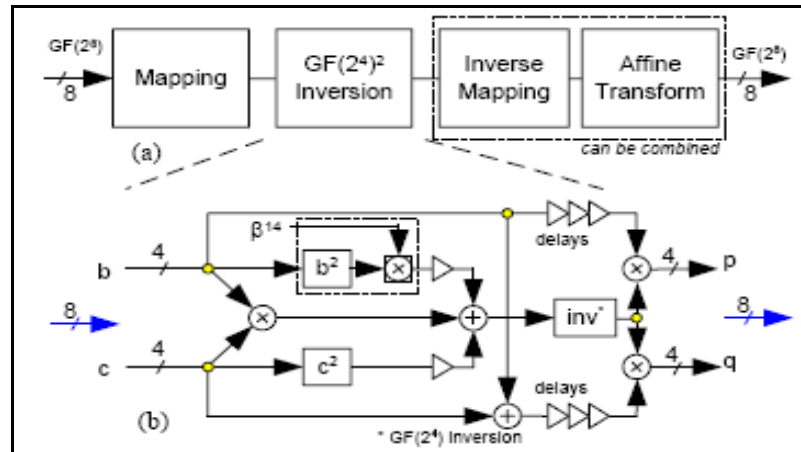 GF(2⁸)
8
Mapping
GF(2⁴)²
Inversion
Inverse
Mapping
Affine
Transform
GF(2⁸)
8
(a)
can be combined
β¹⁴
delays
b
4
b²
×
4
p
×
8
×
+
inv*
8
c
4
c²
4
q
×
delays
(b)
+
* GF(2⁴) Inversion